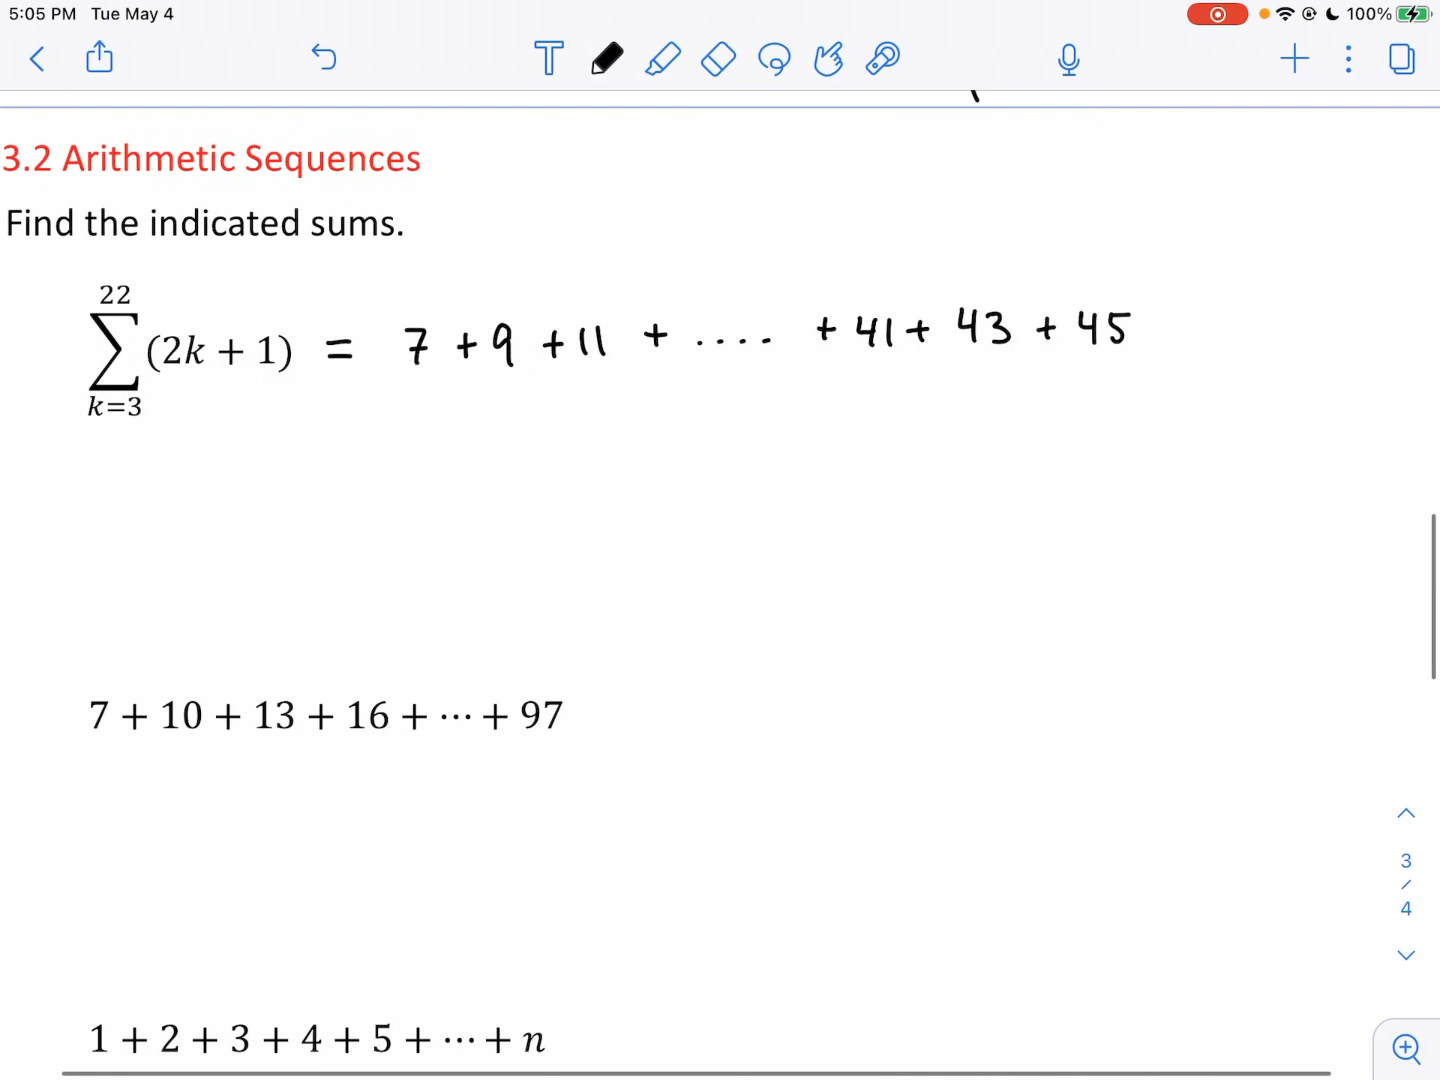 5:05 PM Tue May 4 100%
3.2 Arithmetic Sequences
Find the indicated sums.
22
∑(2k + 1) = 7 + 9 + 11 + .... + 41 + 43 + 45
k=3
7 + 10 + 13 + 16 + ⋯ + 97
3
/
4
1 + 2 + 3 + 4 + 5 + ⋯ + n